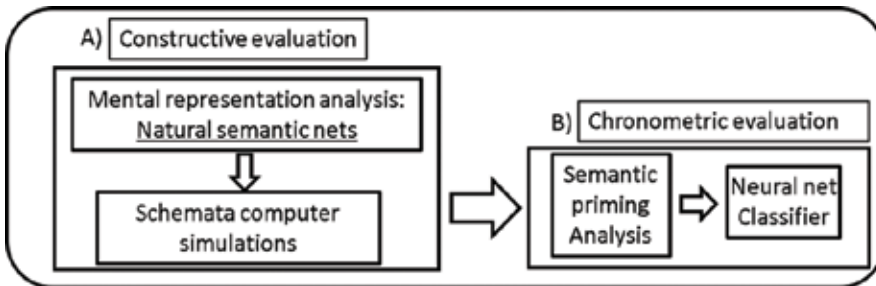 A) Constructive evaluation
Mental representation analysis:
Natural semantic nets
Schemata computer
simulations
B) Chronometric evaluation
Semantic
priming
Analysis
Neural net
Classifier